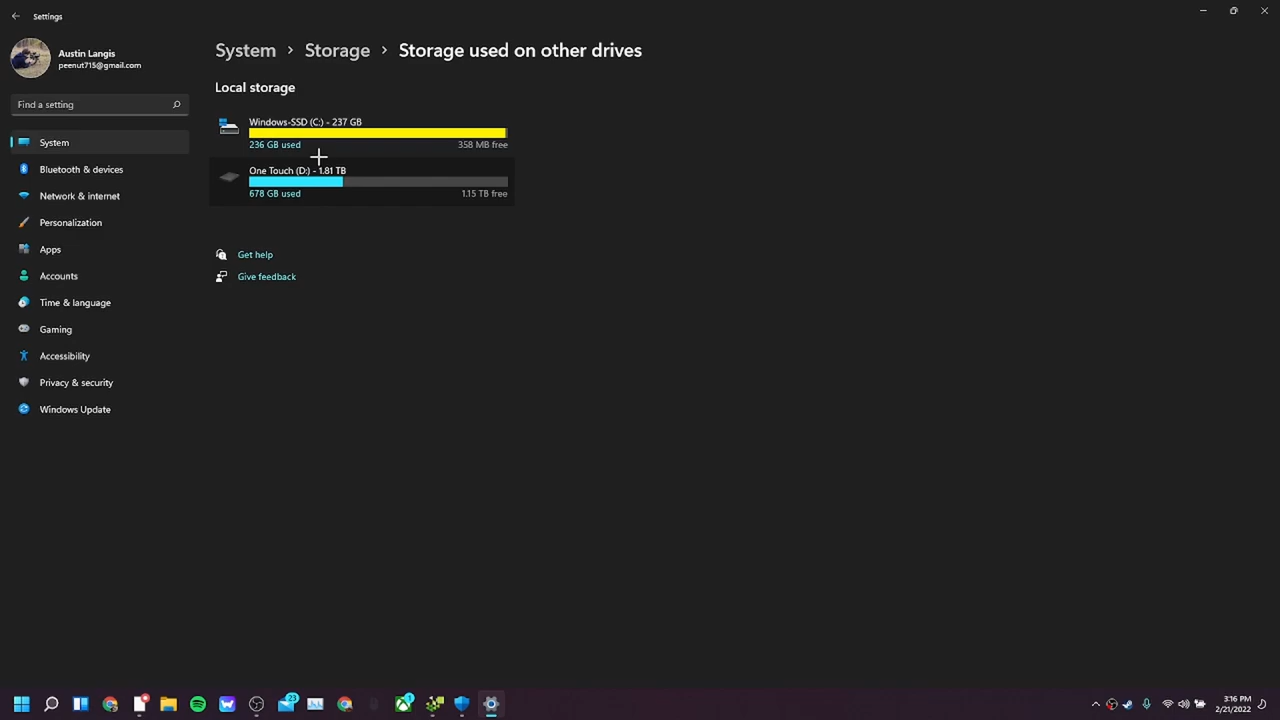 Settings
Austin Langis
peenut715@gmail.com
Find a setting
System
Bluetooth & devices
Network & internet
Personalization
Apps
Accounts
Time & language
Gaming
Accessibility
Privacy & security
Windows Update
System > Storage > Storage used on other drives
Local storage
Windows-SSD (C:) - 237 GB
236 GB used 358 MB free
One Touch (D:) - 1.81 TB
678 GB used 1.15 TB free
Get help
Give feedback
23
1
3:16 PM
2/21/2022